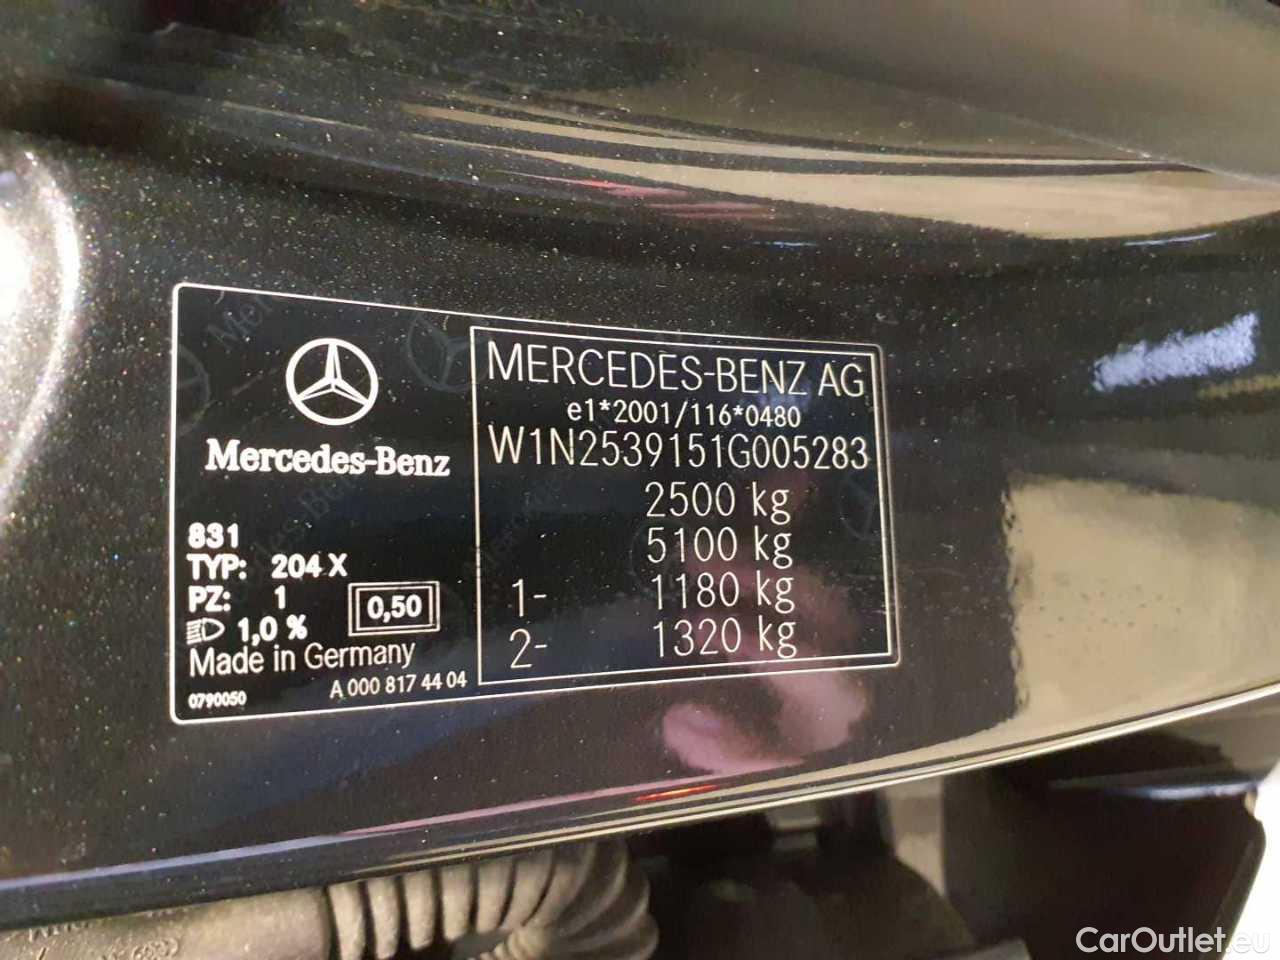 Mercedes-Benz
831
TYP: 204 X
PZ: 1
1,0 %
0,50
Made in Germany
0790050
A 000 817 44 04
MERCEDES-BENZ AG
e1*2001/116*0480
W1N2539151G005283
2500 kg
5100 kg
1- 1180 kg
2- 1320 kg
CarOutlet.eu